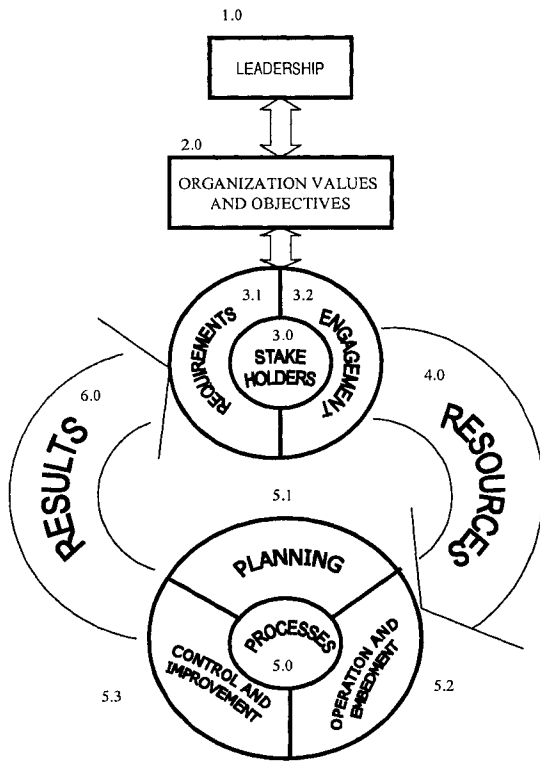 1.0
LEADERSHIP
2.0
ORGANIZATION VALUES
AND OBJECTIVES
3.1
3.2
REQUIREMENTS
ENGAGEMENT
3.0
STAKE
HOLDERS
6.0
4.0
RESULTS
RESOURCES
5.1
PLANNING
PROCESSES
5.0
CONTROL AND
IMPROVEMENT
OPERATION AND
EMBEDMENT
5.3
5.2